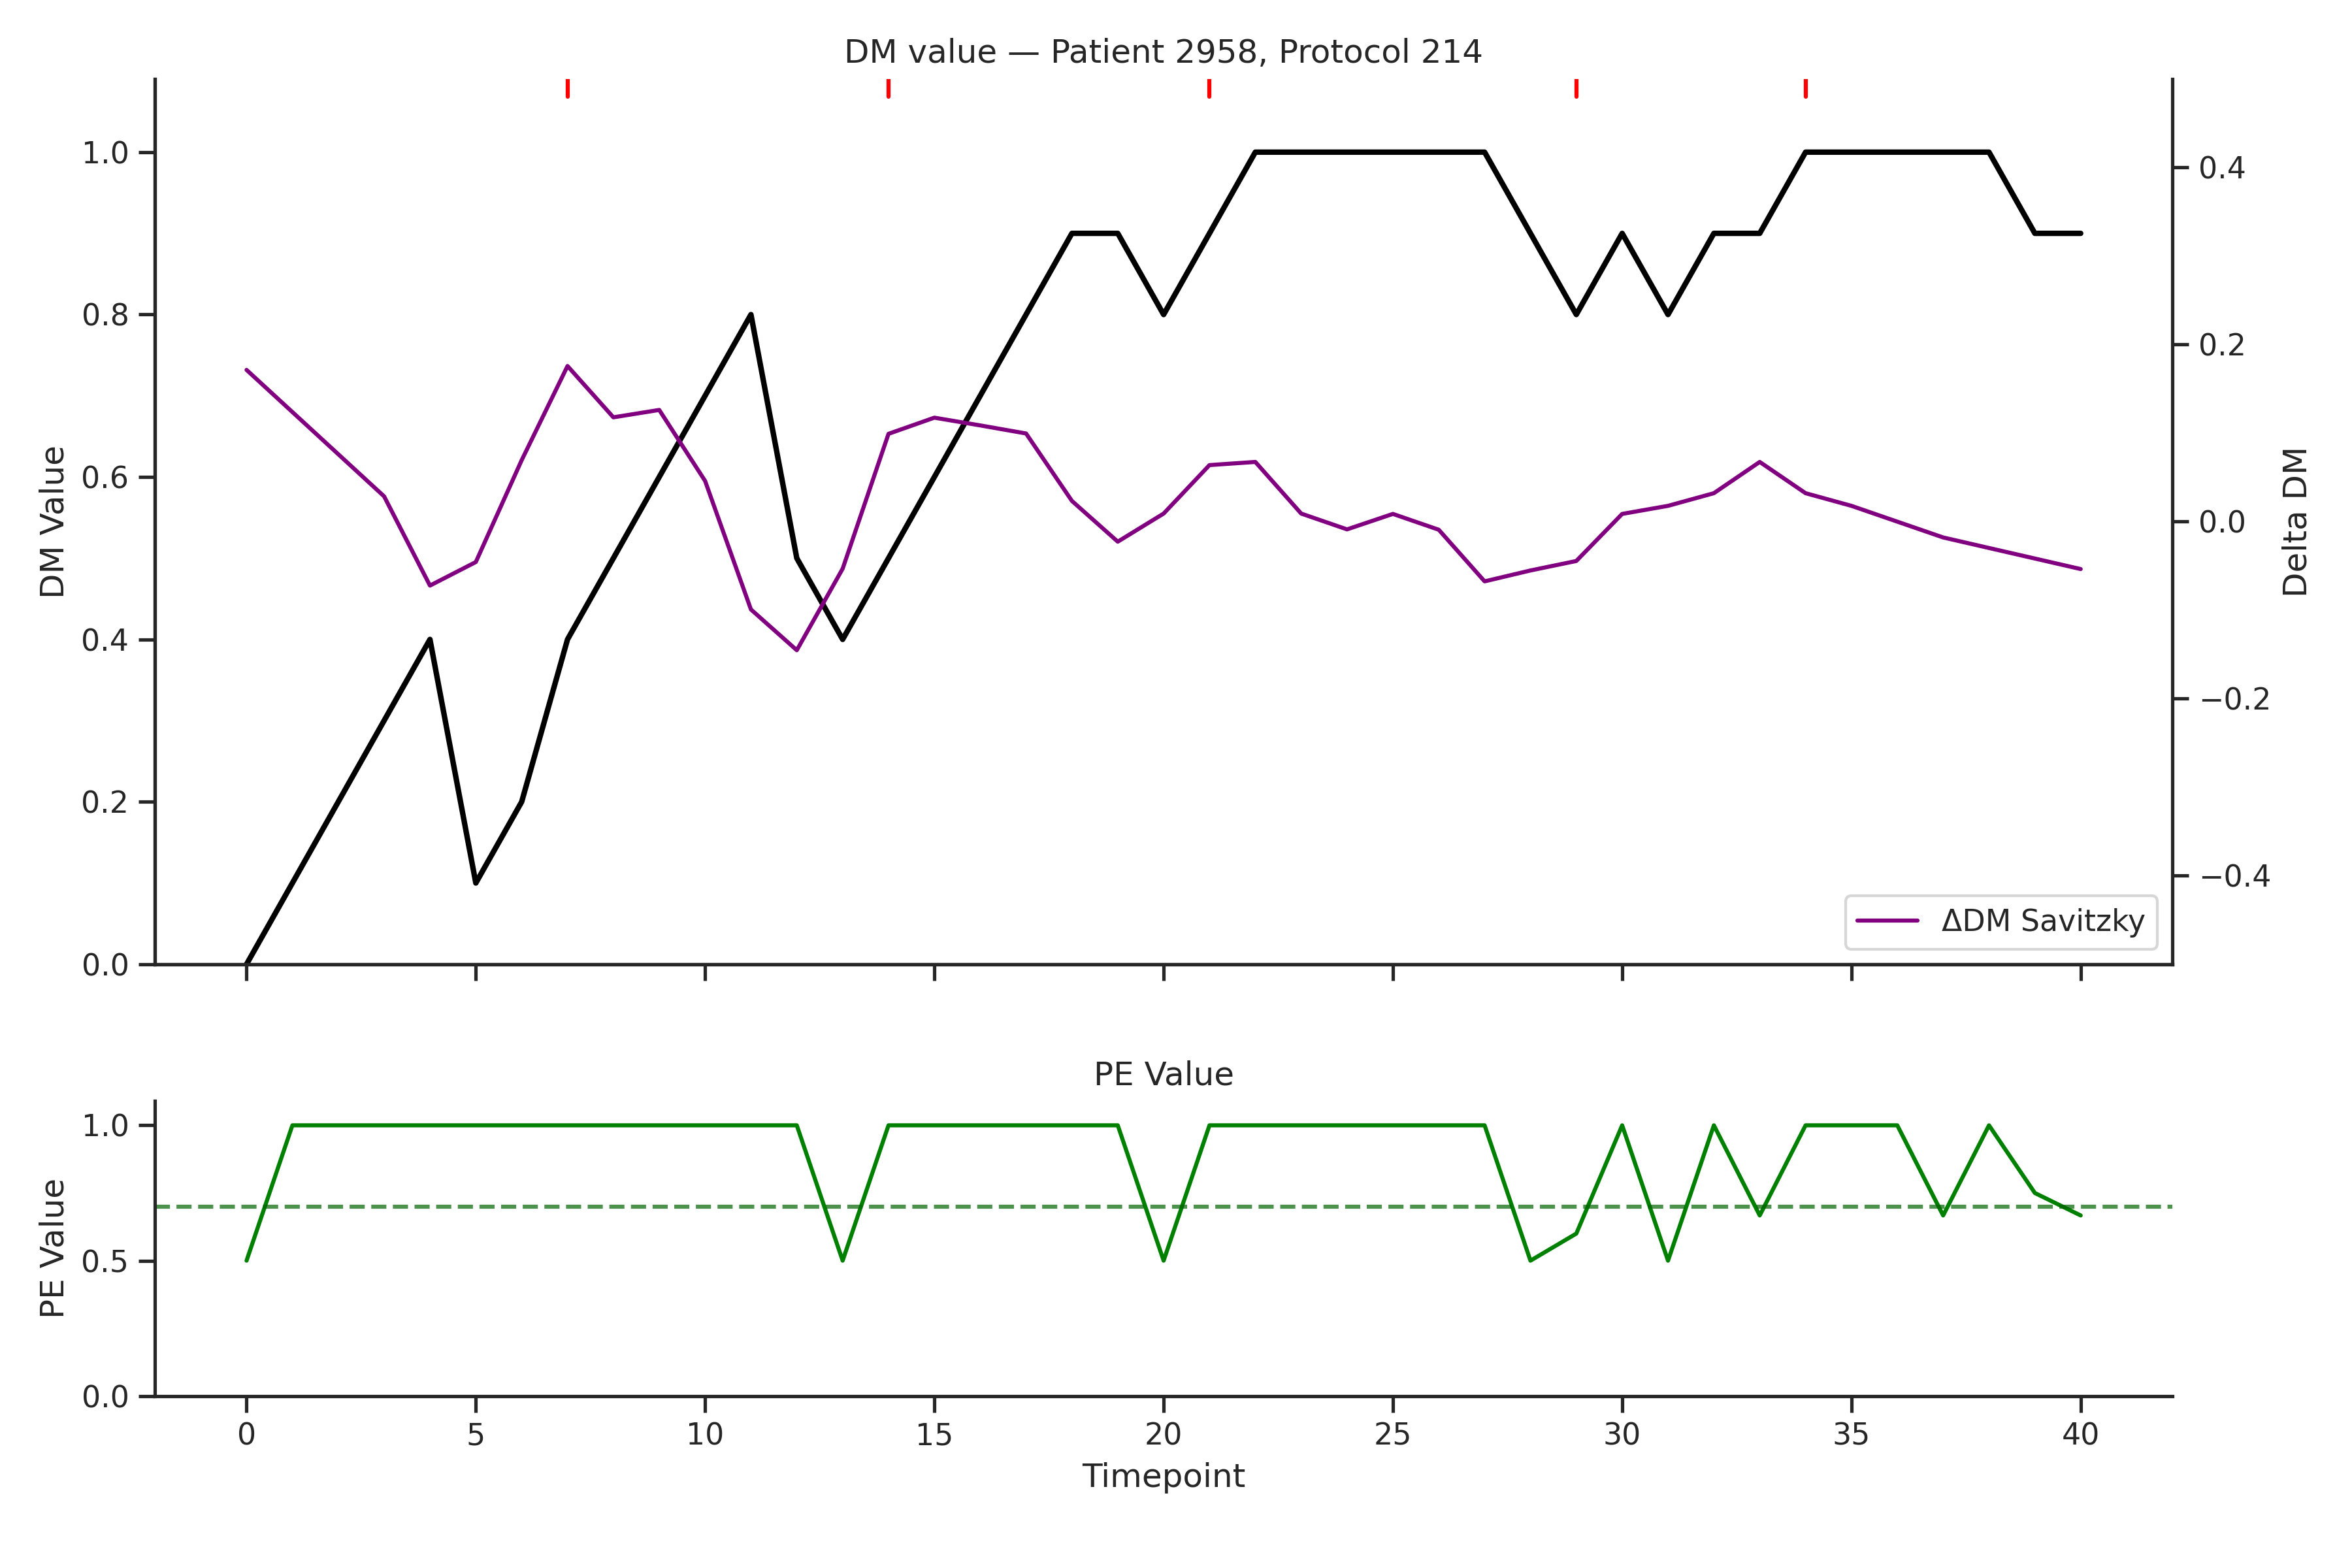 DM value — Patient 2958, Protocol 214
DM Value
1.0
0.8
0.6
0.4
0.2
0.0
Delta DM
0.4
0.2
0.0
−0.2
−0.4
ΔDM Savitzky
PE Value
PE Value
1.0
0.5
0.0
0 5 10 15 20 25 30 35 40
Timepoint